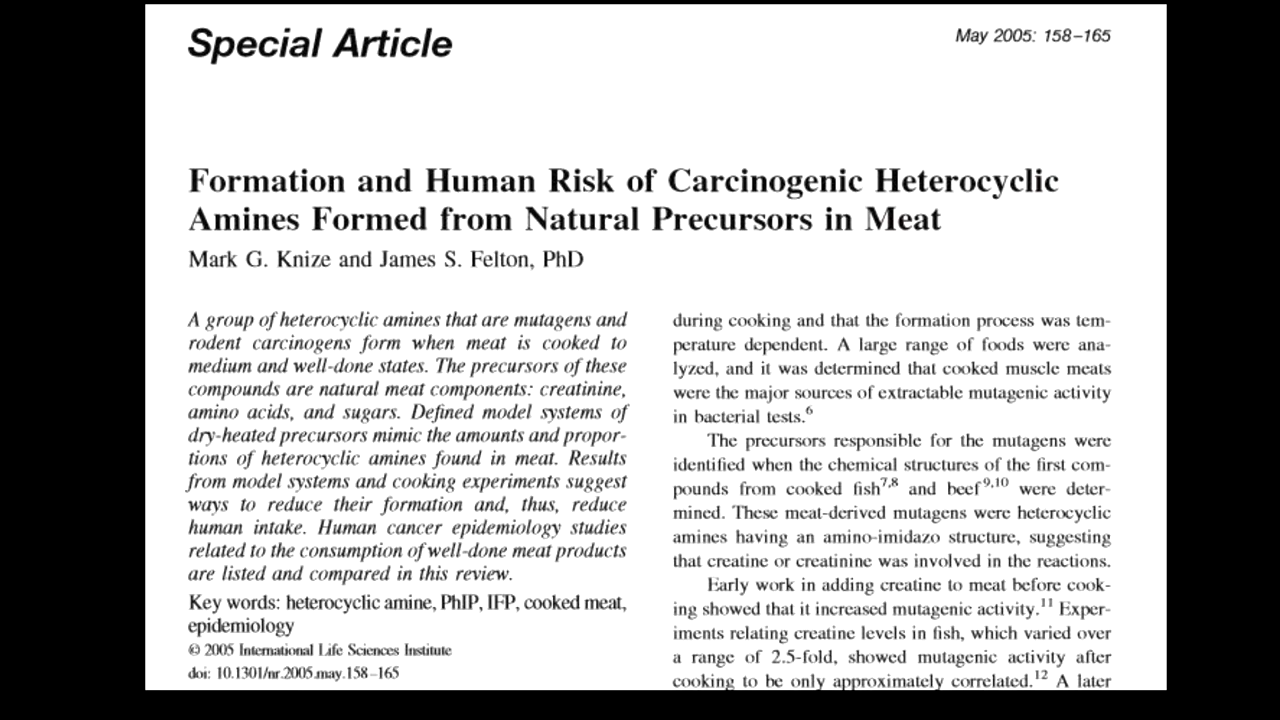 Special Article
May 2005: 158–165
Formation and Human Risk of Carcinogenic Heterocyclic
Amines Formed from Natural Precursors in Meat
Mark G. Knize and James S. Felton, PhD
A group of heterocyclic amines that are mutagens and
rodent carcinogens form when meat is cooked to
medium and well-done states. The precursors of these
compounds are natural meat components: creatinine,
amino acids, and sugars. Defined model systems of
dry-heated precursors mimic the amounts and propor-
tions of heterocyclic amines found in meat. Results
from model systems and cooking experiments suggest
ways to reduce their formation and, thus, reduce
human intake. Human cancer epidemiology studies
related to the consumption of well-done meat products
are listed and compared in this review.
Key words: heterocyclic amine, PhIP, IFP, cooked meat,
epidemiology
© 2005 International Life Sciences Institute
doi: 10.1301/nr.2005.may.158–165
during cooking and that the formation process was tem-
perature dependent. A large range of foods were ana-
lyzed, and it was determined that cooked muscle meats
were the major sources of extractable mutagenic activity
in bacterial tests.6
The precursors responsible for the mutagens were
identified when the chemical structures of the first com-
pounds from cooked fish7,8 and beef9,10 were deter-
mined. These meat-derived mutagens were heterocyclic
amines having an amino-imidazo structure, suggesting
that creatine or creatinine was involved in the reactions.
Early work in adding creatine to meat before cook-
ing showed that it increased mutagenic activity.11 Exper-
iments relating creatine levels in fish, which varied over
a range of 2.5-fold, showed mutagenic activity after
cooking to be only approximately correlated.12 A later